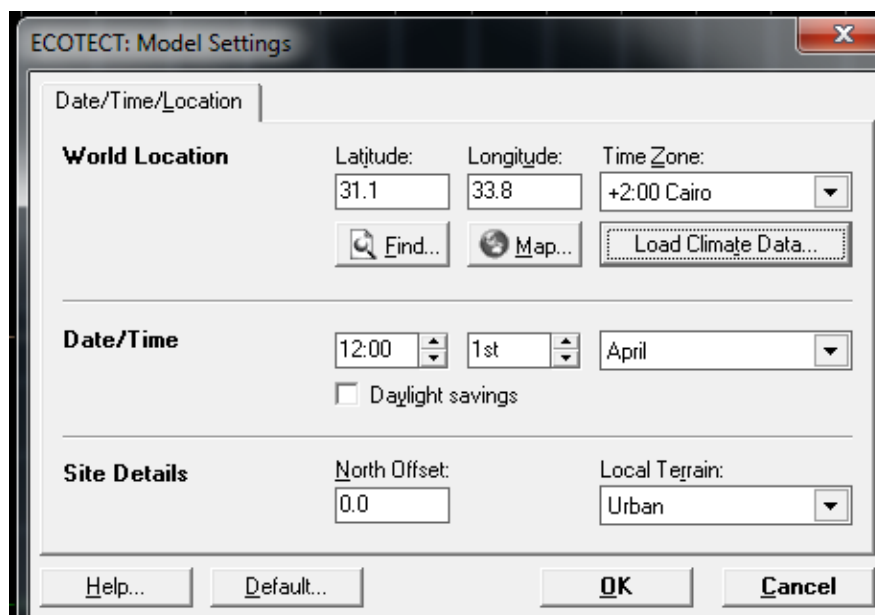 ECOTECT: Model Settings
Date/Time/Location
World Location
Latitude: Longitude: Time Zone:
31.1 33.8 +2:00 Cairo
Find... Map... Load Climate Data...
Date/Time
12:00 1st April
Daylight savings
Site Details
North Offset: Local Terrain:
0.0 Urban
Help... Default... OK Cancel